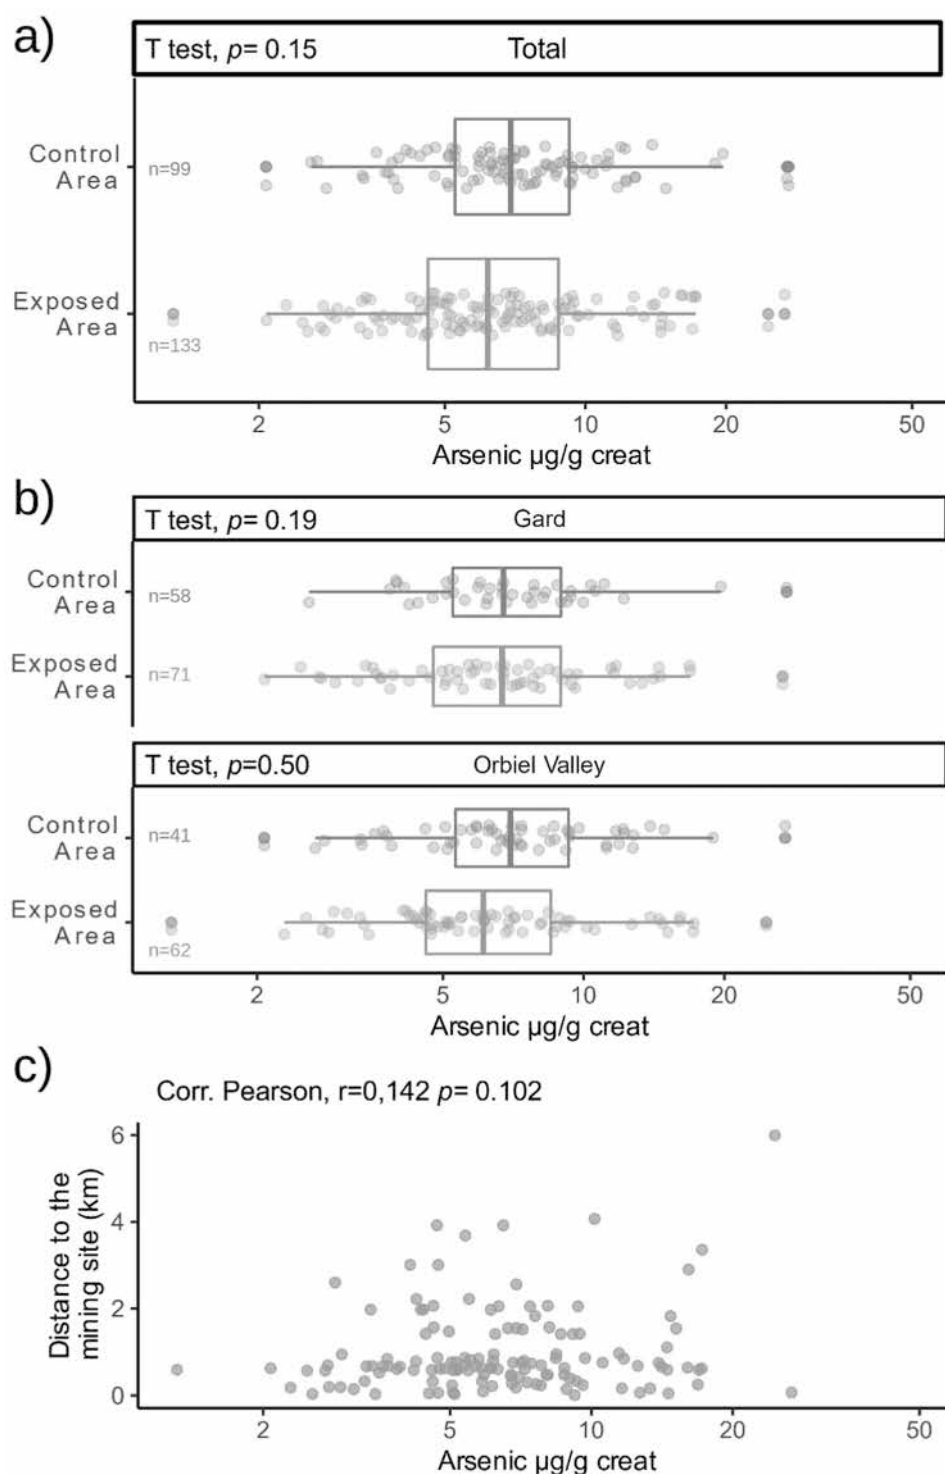 a)
T test, p= 0.15 Total
Control
Area
n=99
Exposed
Area
n=133
2 5 10 20 50
Arsenic µg/g creat
b)
T test, p= 0.19 Gard
Control
Area
n=58
Exposed
Area
n=71
T test, p=0.50 Orbiel Valley
Control
Area
n=41
Exposed
Area
n=62
2 5 10 20 50
Arsenic µg/g creat
c)
Corr. Pearson, r=0,142 p= 0.102
Distance to the
mining site (km)
6
4
2
0
2 5 10 20 50
Arsenic µg/g creat